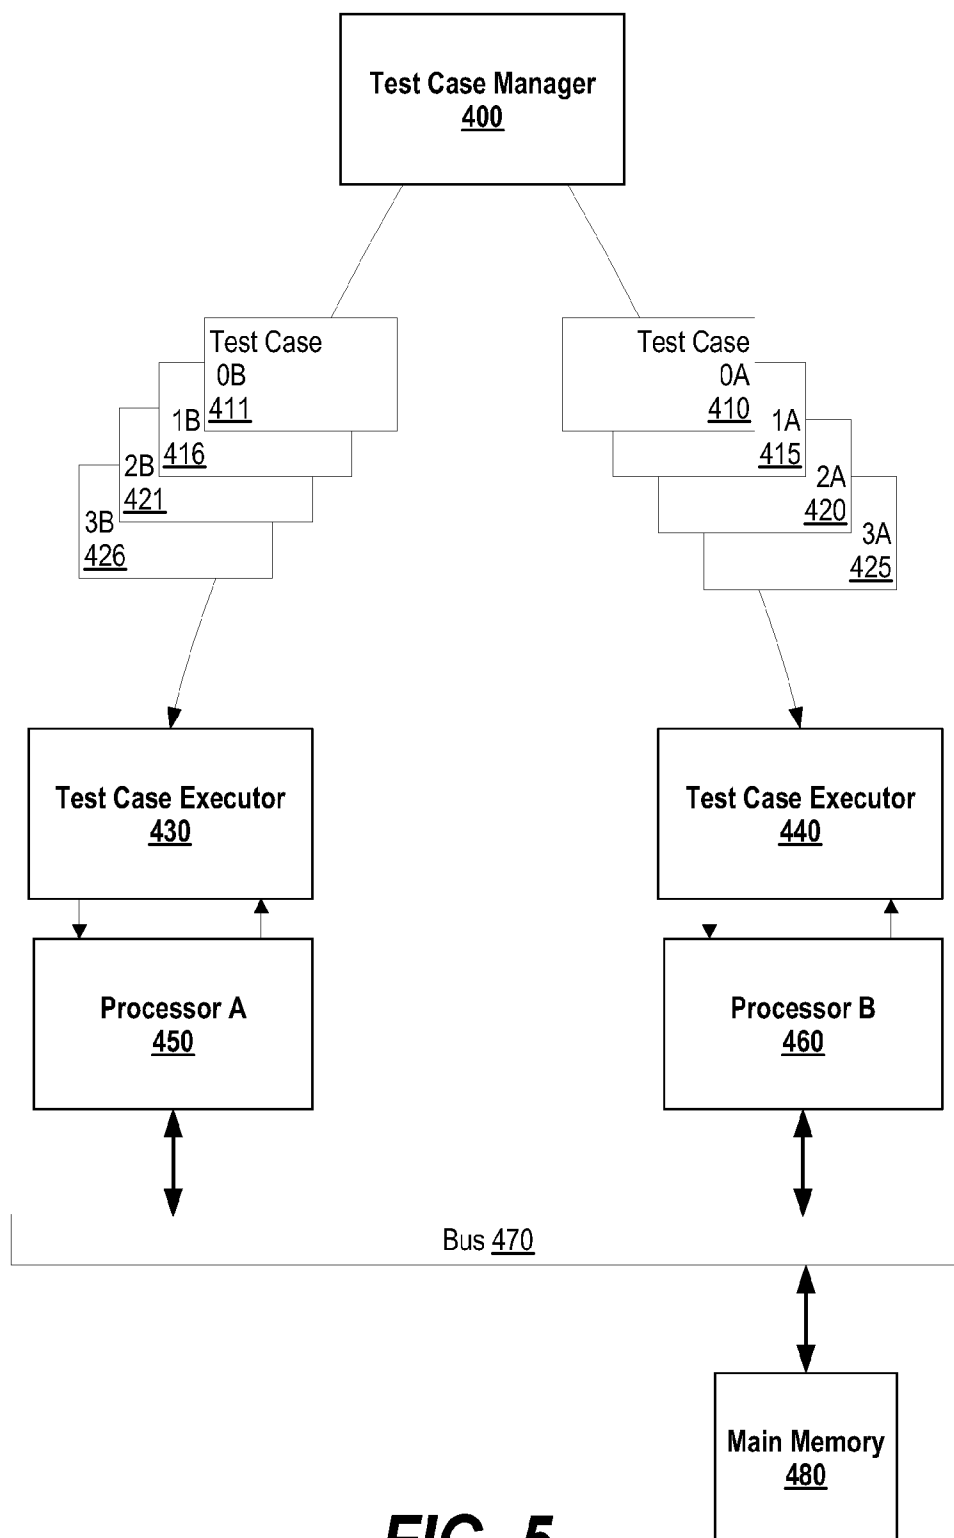 Test Case Manager
400
Test Case
0B
411
1B
416
2B
421
3B
426
Test Case
0A
410
1A
415
2A
420
3A
425
Test Case Executor
430
Test Case Executor
440
Processor A
450
Processor B
460
Bus 470
Main Memory
480
FIG. 5